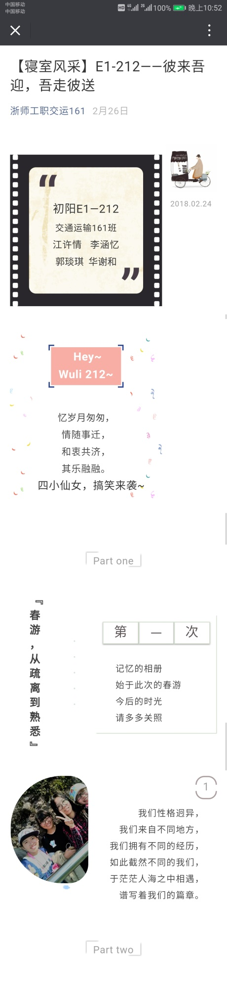 中国移动
中国移动
HD 4G 2G 100% 晚上10:52
【寝室风采】E1-212——彼来吾
迎，吾走彼送
浙师工职交运161 2月26日
2018.02.24
“
初阳E1—212
交通运输161班
江许情 李涵忆
郭琰琪 华谢和
”
Hey~
Wuli 212~
忆岁月匆匆，
情随事迁，
和衷共济，
其乐融融。
四小仙女，搞笑来袭~
Part one
『春游，从疏离到熟悉』
第一次
记忆的相册
始于此次的春游
今后的时光
请多多关照
1
我们性格迥异，
我们来自不同地方，
我们拥有不同的经历，
如此截然不同的我们，
于茫茫人海之中相遇，
谱写着我们的篇章。
Part two